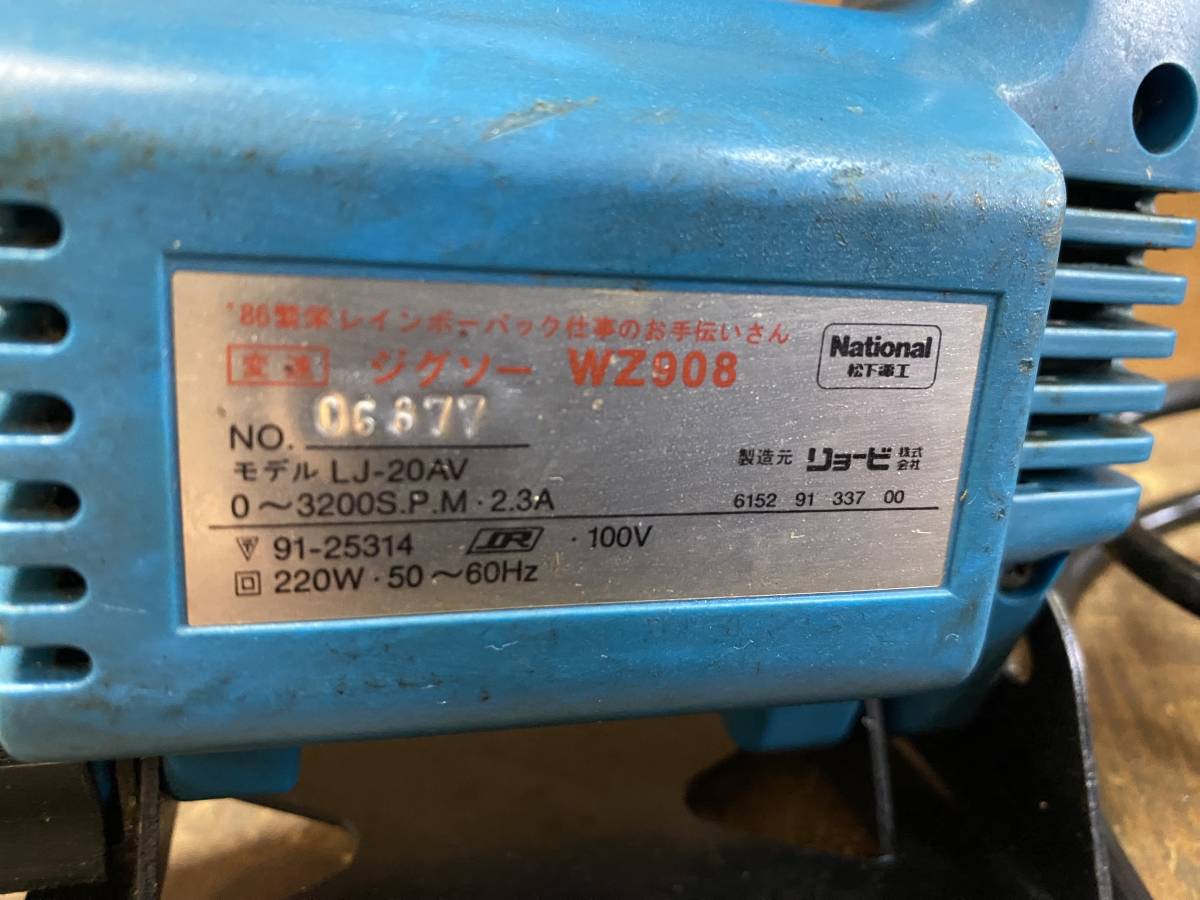 '86繁栄レインボーパック仕事のお手伝いさん
変速 ジグソー WZ908
National
松下電工
NO. 06877
モデル LJ-20AV
0～3200S.P.M・2.3A
製造元 リョービ 株式会社
6152 91 337 00
91-25314 ・100V
220W・50～60Hz